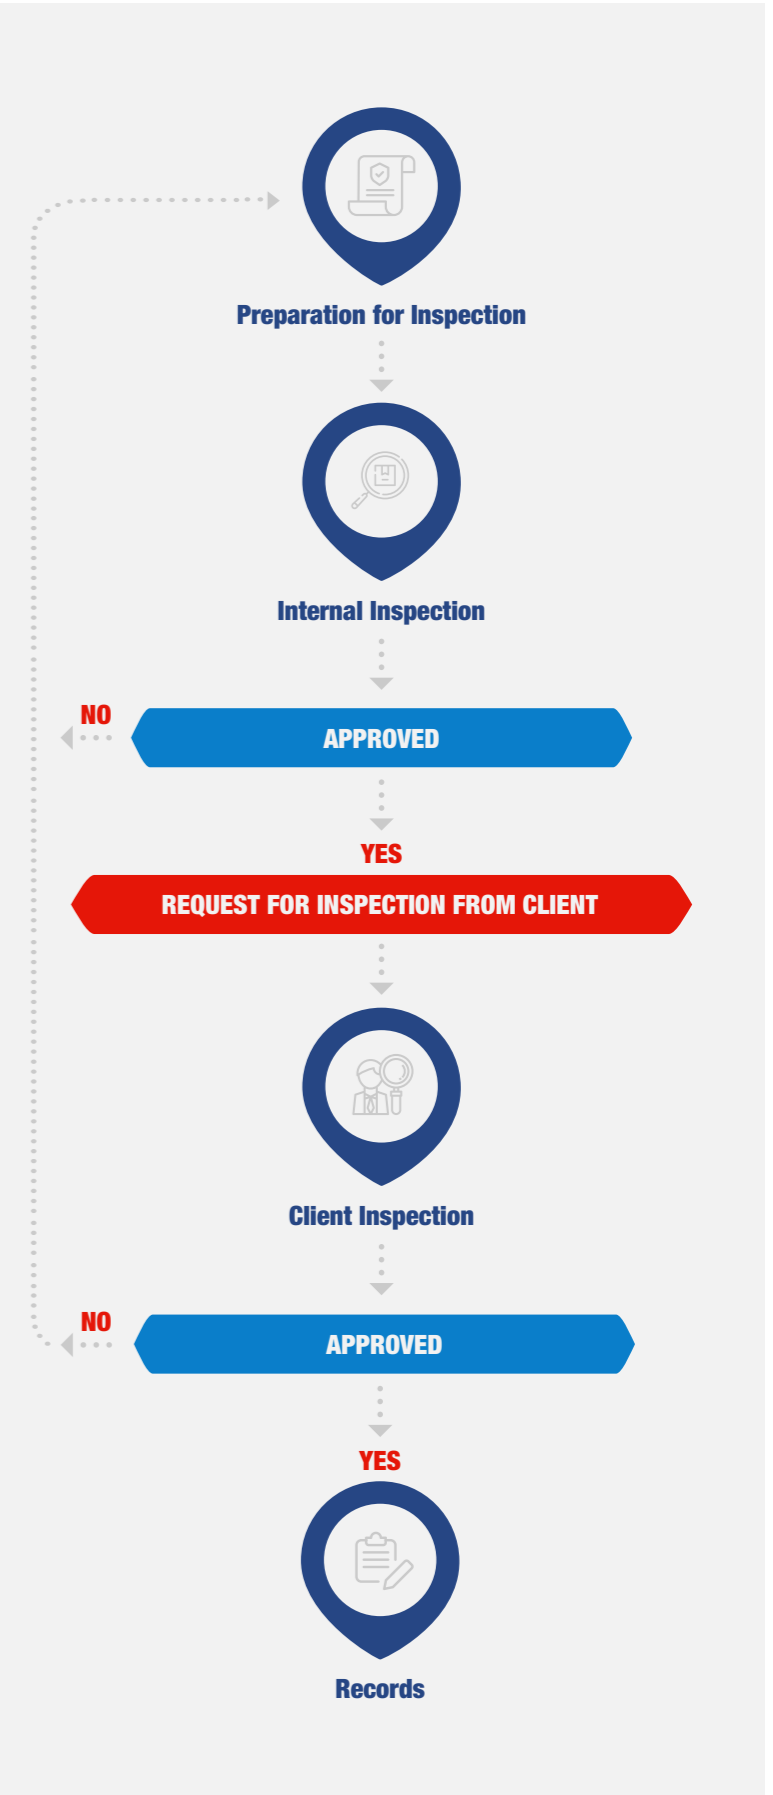 Preparation for Inspection
Internal Inspection
NO
APPROVED
YES
REQUEST FOR INSPECTION FROM CLIENT
Client Inspection
NO
APPROVED
YES
Records